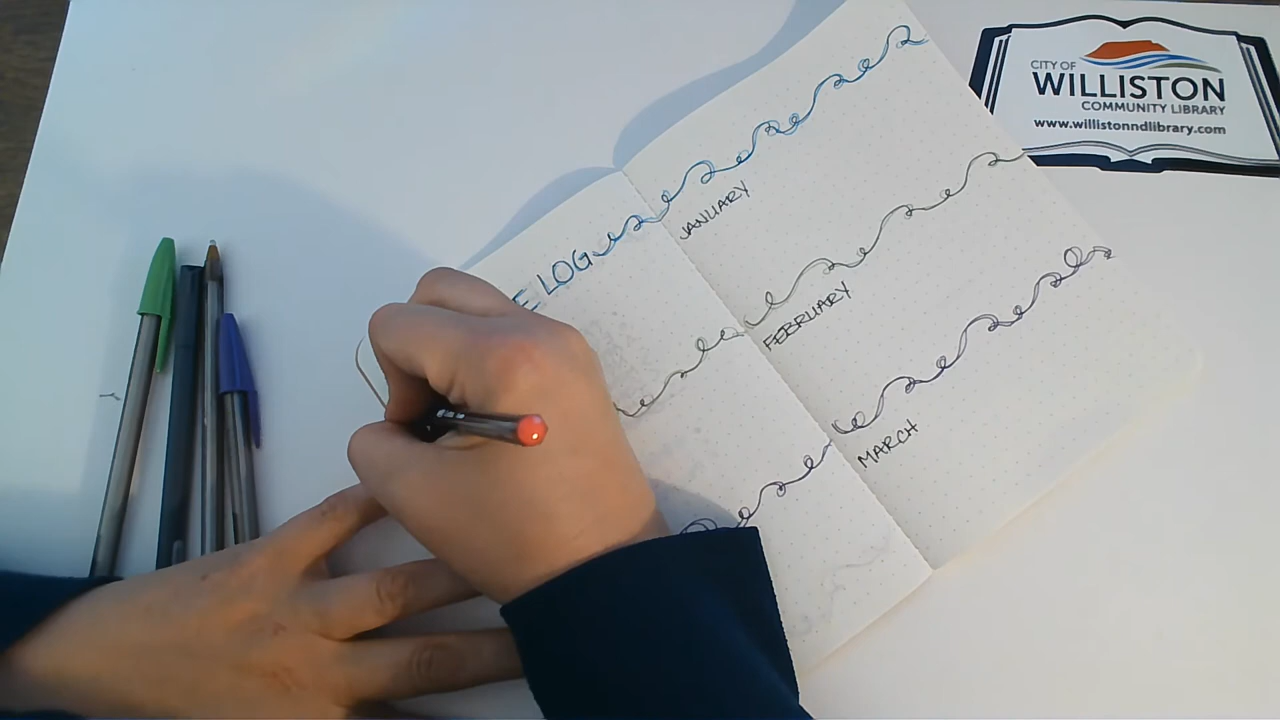 CITY OF
WILLISTON
COMMUNITY LIBRARY
www.willistonndlibrary.com
E LOG
JANUARY
FEBRUARY
MARCH